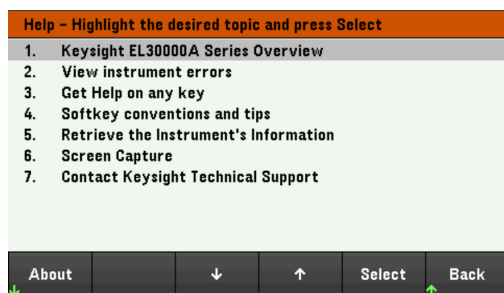 Help - Highlight the desired topic and press Select
1. Keysight EL30000A Series Overview
2. View instrument errors
3. Get Help on any key
4. Softkey conventions and tips
5. Retrieve the Instrument's Information
6. Screen Capture
7. Contact Keysight Technical Support
About ↓ ↑ Select Back